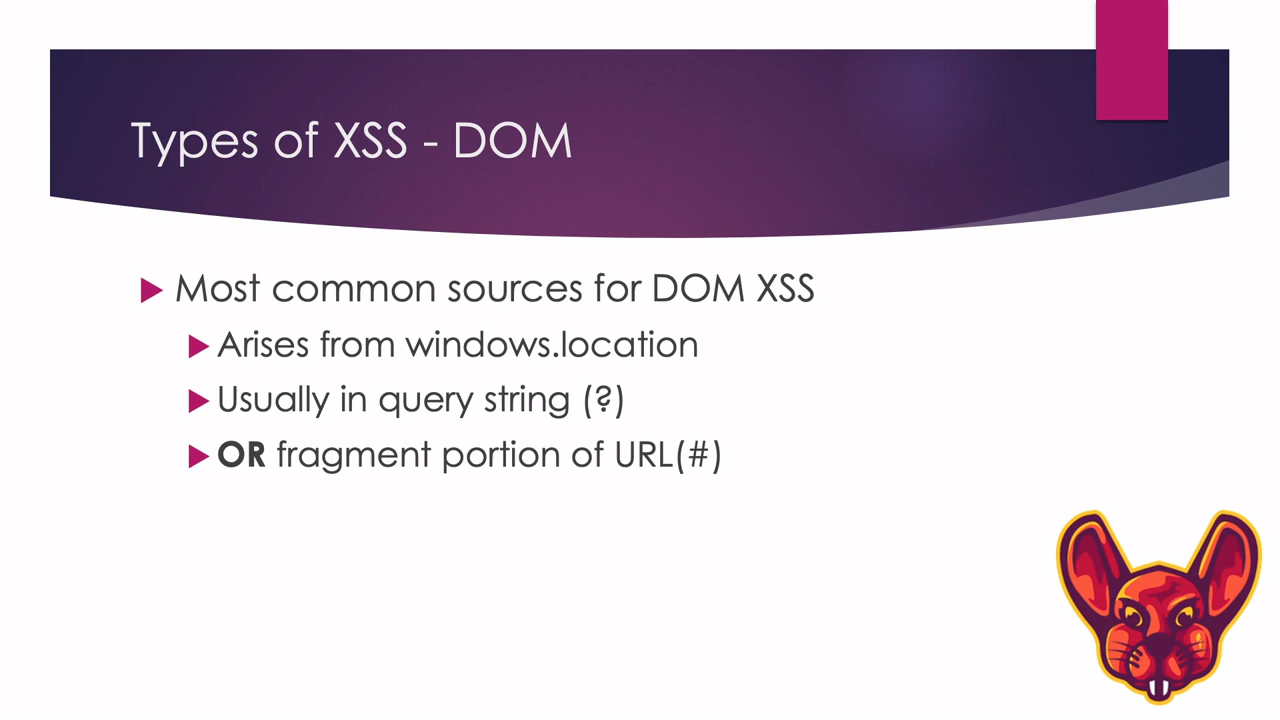 Types of XSS - DOM
Most common sources for DOM XSS
Arises from windows.location
Usually in query string (?)
OR fragment portion of URL(#)